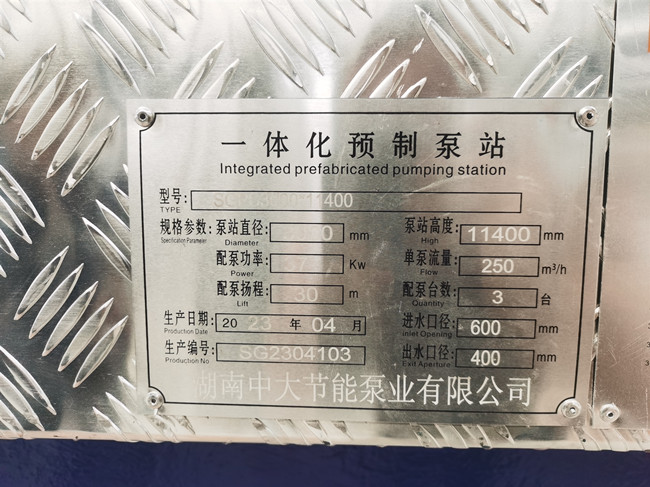 一体化预制泵站
Integrated prefabricated pumping station
型号:
TYPE
规格参数: 泵站直径: mm 泵站高度: 11400 mm
Specification Parameter Diameter High
配泵功率: Kw 单泵流量: 250 m³/h
Power Flow
配泵扬程: 30 m 配泵台数: 3 台
Lift Quantity
生产日期: 2023 年 04 月 进水口径: 600 mm
Production Date Inlet Opening
生产编号: SG2304103 出水口径: 400 mm
Production No Exit Aperture
湖南中大节能泵业有限公司